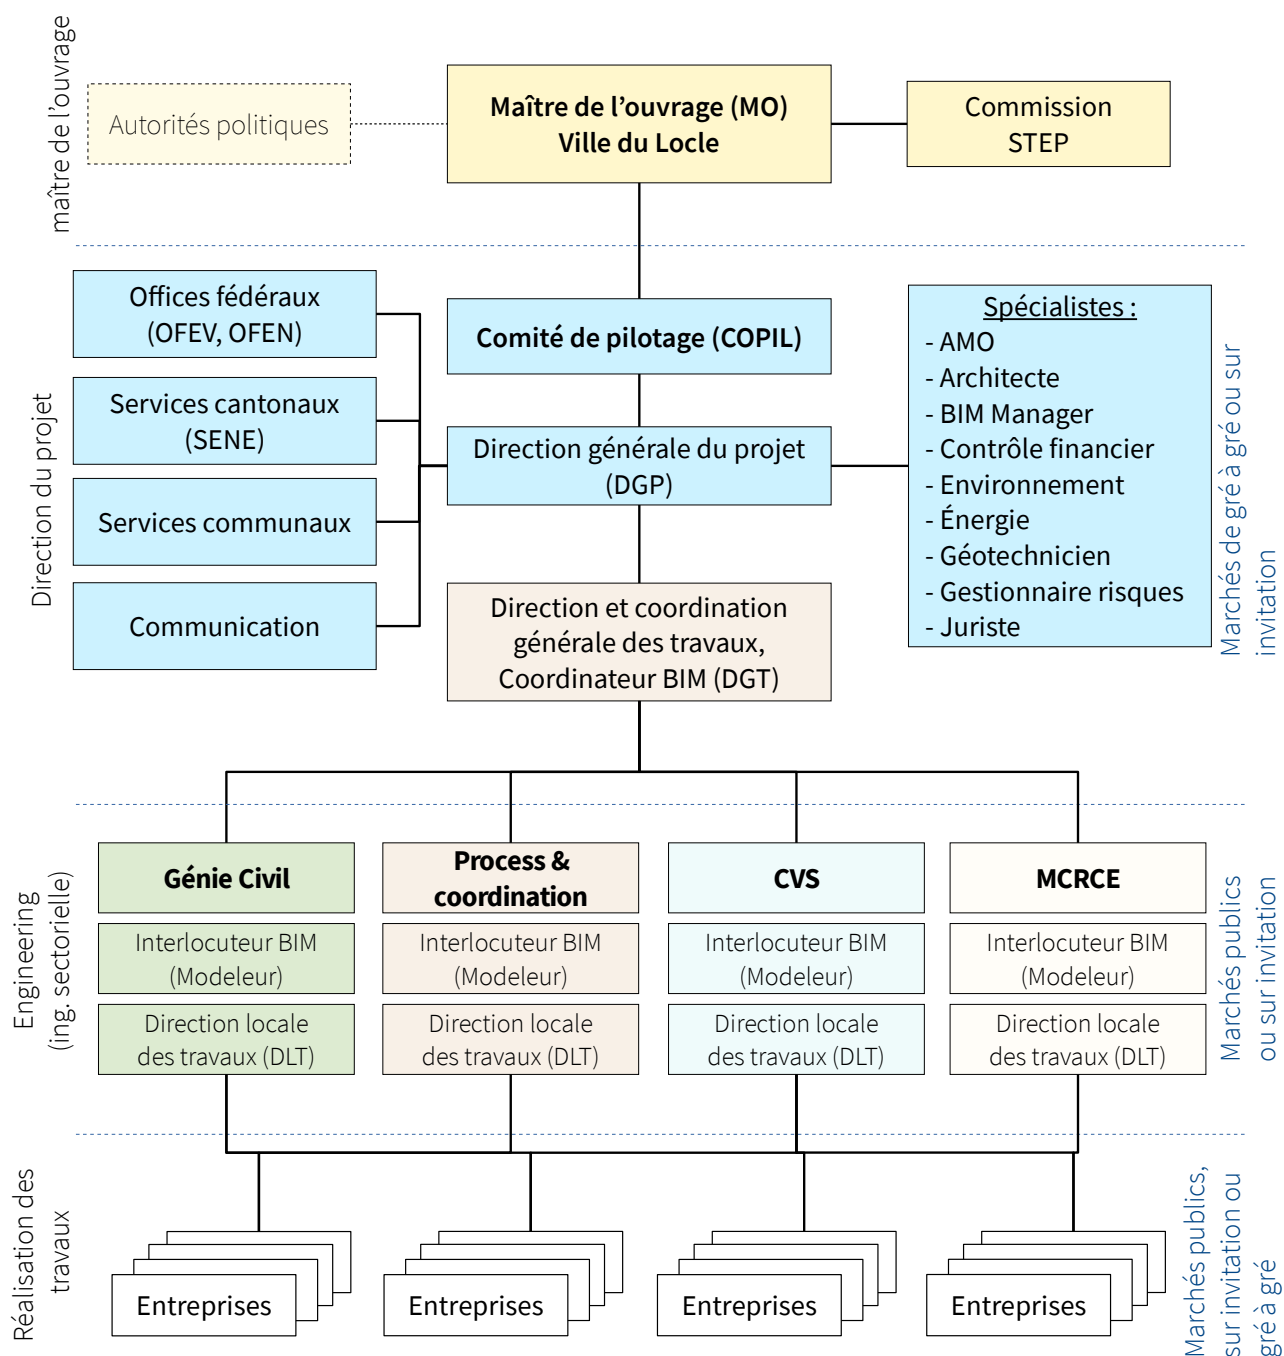 maître de l'ouvrage
Autorités politiques
Maître de l'ouvrage (MO)
Ville du Locle
Commission
STEP
Direction du projet
Offices fédéraux
(OFEV, OFEN)
Services cantonaux
(SENE)
Services communaux
Communication
Comité de pilotage (COPIL)
Direction générale du projet
(DGP)
Direction et coordination
générale des travaux,
Coordinateur BIM (DGT)
Spécialistes :
- AMO
- Architecte
- BIM Manager
- Contrôle financier
- Environnement
- Énergie
- Géotechnicien
- Gestionnaire risques
- Juriste
Marchés de gré à gré ou sur
invitation
Engineering
(ing. sectorielle)
Génie Civil
Interlocuteur BIM
(Modeleur)
Direction locale
des travaux (DLT)
Process &
coordination
Interlocuteur BIM
(Modeleur)
Direction locale
des travaux (DLT)
CVS
Interlocuteur BIM
(Modeleur)
Direction locale
des travaux (DLT)
MCRCE
Interlocuteur BIM
(Modeleur)
Direction locale
des travaux (DLT)
Marchés publics
ou sur invitation
Réalisation des
travaux
Entreprises
Entreprises
Entreprises
Entreprises
Marchés publics,
sur invitation ou
gré à gré